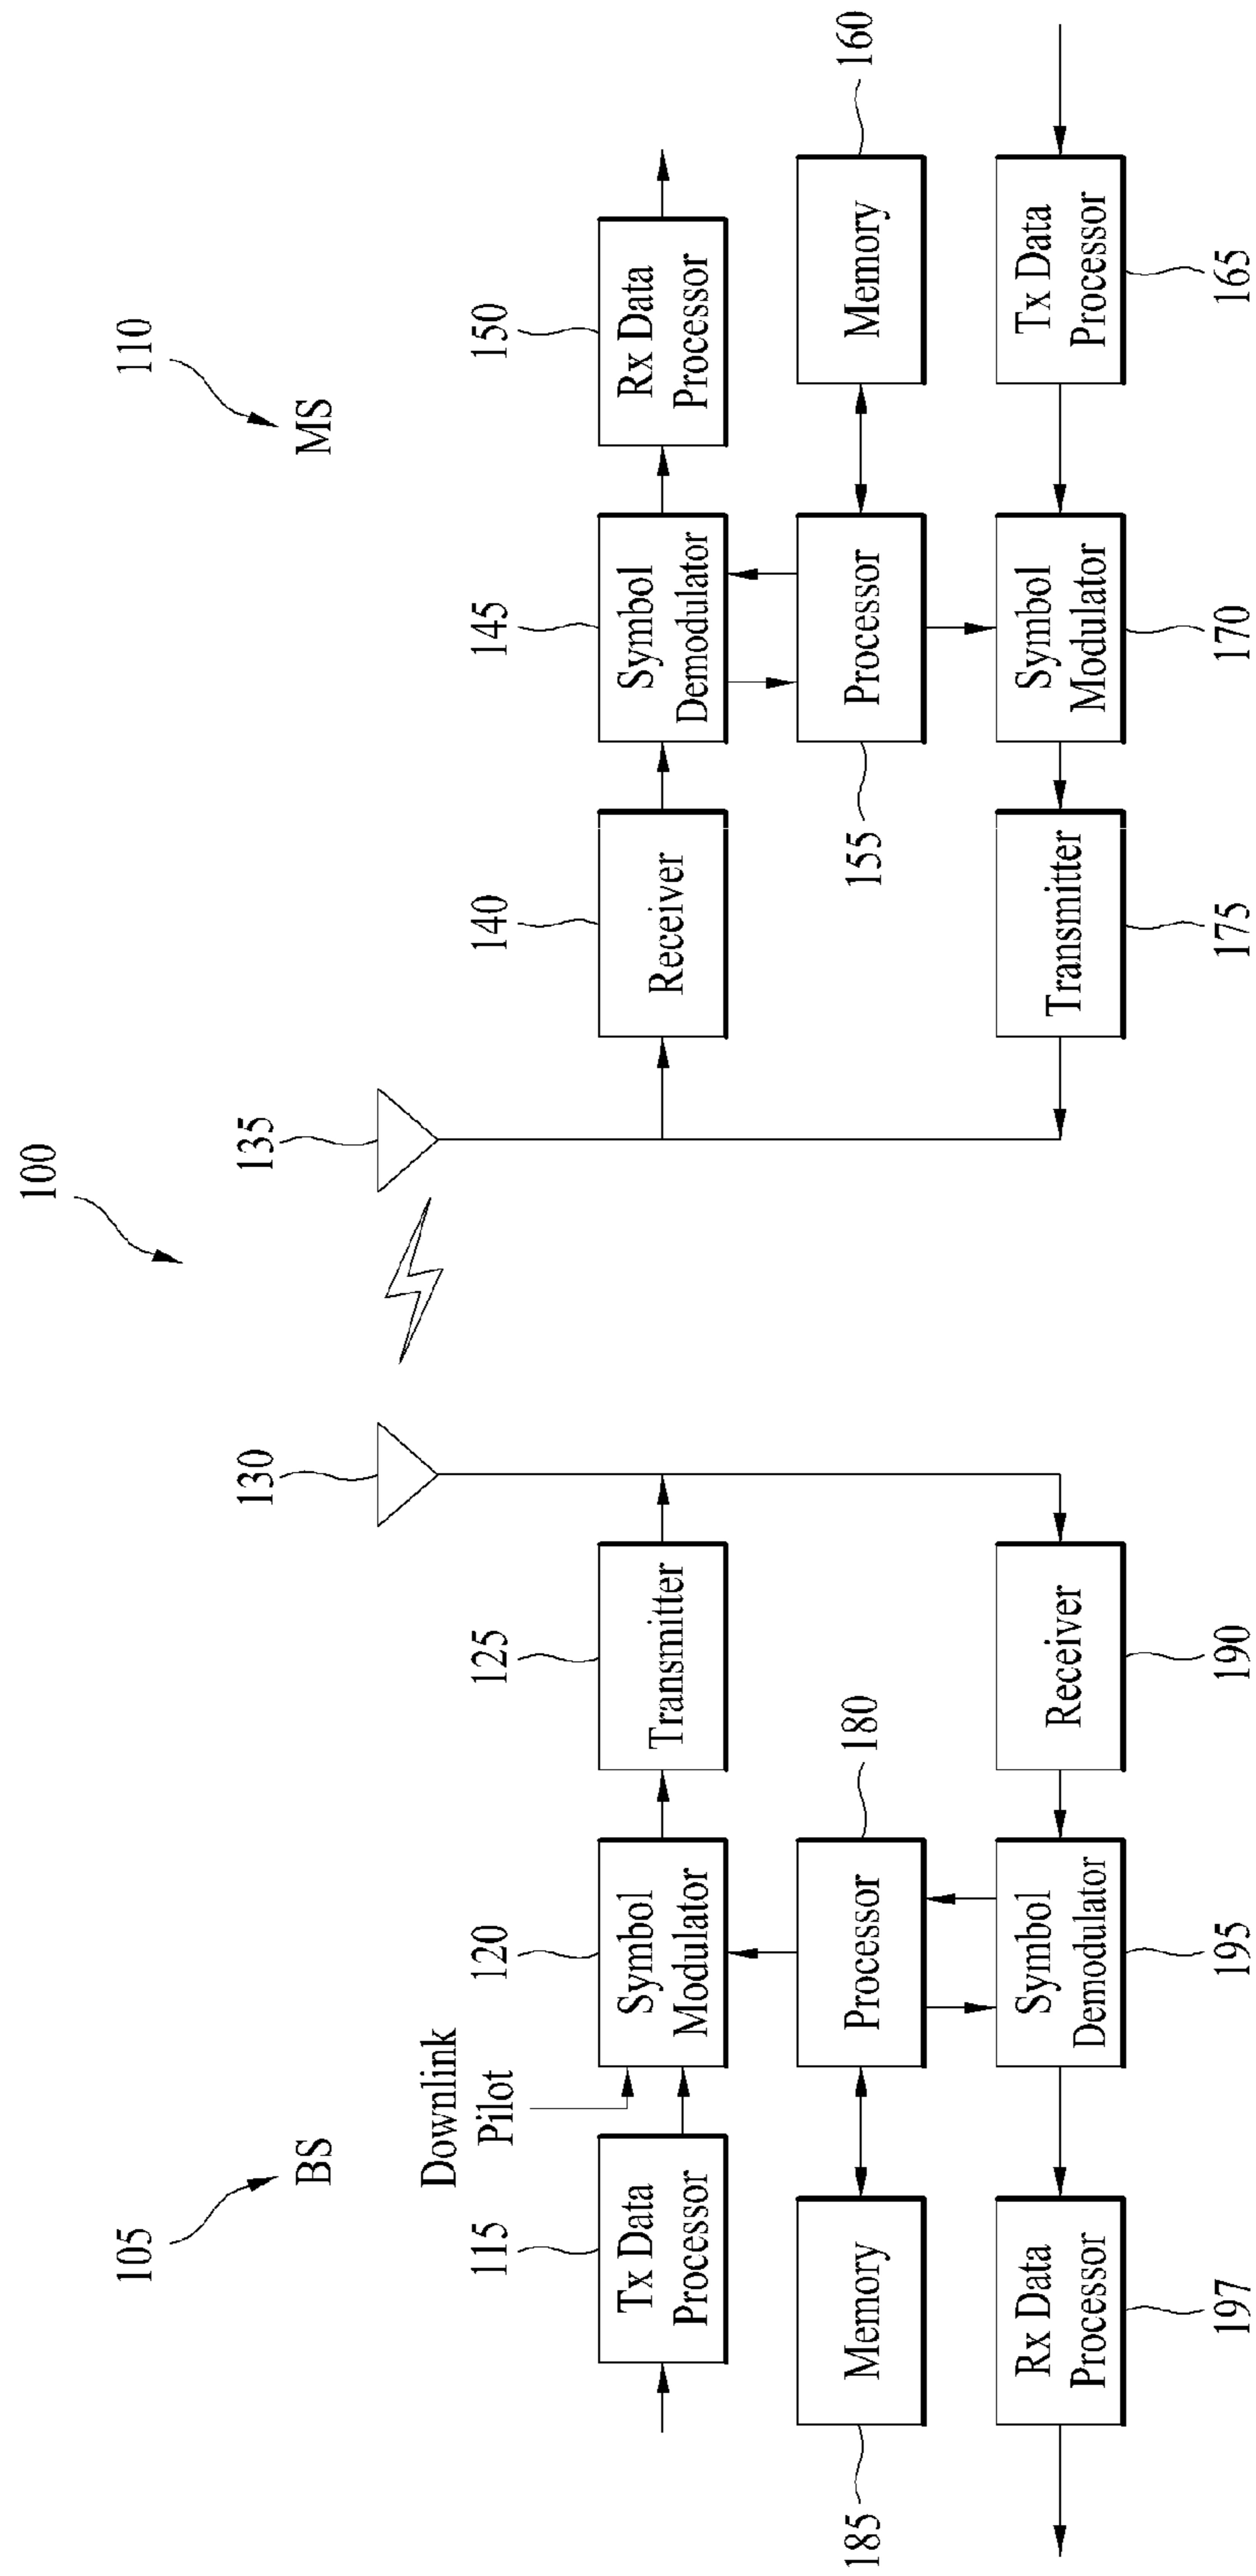 100
105
BS
110
MS
130
135
Downlink
Pilot
115
Tx Data
Processor
120
Symbol
Modulator
125
Transmitter
140
Receiver
145
Symbol
Demodulator
150
Rx Data
Processor
185
Memory
180
Processor
155
Processor
160
Memory
197
Rx Data
Processor
195
Symbol
Demodulator
190
Receiver
175
Transmitter
170
Symbol
Modulator
165
Tx Data
Processor